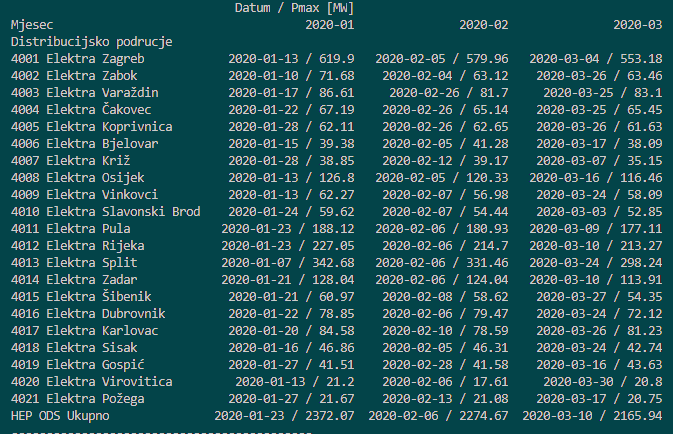 Datum / Pmax [MW]
Mjesec 2020-01 2020-02 2020-03
Distribucijsko podrucje
4001 Elektra Zagreb 2020-01-13 / 619.9 2020-02-05 / 579.96 2020-03-04 / 553.18
4002 Elektra Zabok 2020-01-10 / 71.68 2020-02-04 / 63.12 2020-03-26 / 63.46
4003 Elektra Varaždin 2020-01-17 / 86.61 2020-02-26 / 81.7 2020-03-25 / 83.1
4004 Elektra Čakovec 2020-01-22 / 67.19 2020-02-26 / 65.14 2020-03-25 / 65.45
4005 Elektra Koprivnica 2020-01-28 / 62.11 2020-02-26 / 62.65 2020-03-26 / 61.63
4006 Elektra Bjelovar 2020-01-15 / 39.38 2020-02-05 / 41.28 2020-03-17 / 38.09
4007 Elektra Križ 2020-01-28 / 38.85 2020-02-12 / 39.17 2020-03-07 / 35.15
4008 Elektra Osijek 2020-01-13 / 126.8 2020-02-05 / 120.33 2020-03-16 / 116.46
4009 Elektra Vinkovci 2020-01-13 / 62.27 2020-02-07 / 56.98 2020-03-24 / 58.09
4010 Elektra Slavonski Brod 2020-01-24 / 59.62 2020-02-07 / 54.44 2020-03-03 / 52.85
4011 Elektra Pula 2020-01-23 / 188.12 2020-02-06 / 180.93 2020-03-09 / 177.11
4012 Elektra Rijeka 2020-01-23 / 227.05 2020-02-06 / 214.7 2020-03-10 / 213.27
4013 Elektra Split 2020-01-07 / 342.68 2020-02-06 / 331.46 2020-03-24 / 298.24
4014 Elektra Zadar 2020-01-21 / 128.04 2020-02-06 / 124.04 2020-03-10 / 113.91
4015 Elektra Šibenik 2020-01-21 / 60.97 2020-02-08 / 58.62 2020-03-27 / 54.35
4016 Elektra Dubrovnik 2020-01-22 / 78.85 2020-02-06 / 79.47 2020-03-24 / 72.12
4017 Elektra Karlovac 2020-01-20 / 84.58 2020-02-10 / 78.59 2020-03-26 / 81.23
4018 Elektra Sisak 2020-01-16 / 46.86 2020-02-05 / 46.31 2020-03-24 / 42.74
4019 Elektra Gospić 2020-01-27 / 41.51 2020-02-28 / 41.58 2020-03-16 / 43.63
4020 Elektra Virovitica 2020-01-13 / 21.2 2020-02-06 / 17.61 2020-03-30 / 20.8
4021 Elektra Požega 2020-01-27 / 21.67 2020-02-13 / 21.08 2020-03-17 / 20.75
HEP ODS Ukupno 2020-01-23 / 2372.07 2020-02-06 / 2274.67 2020-03-10 / 2165.94